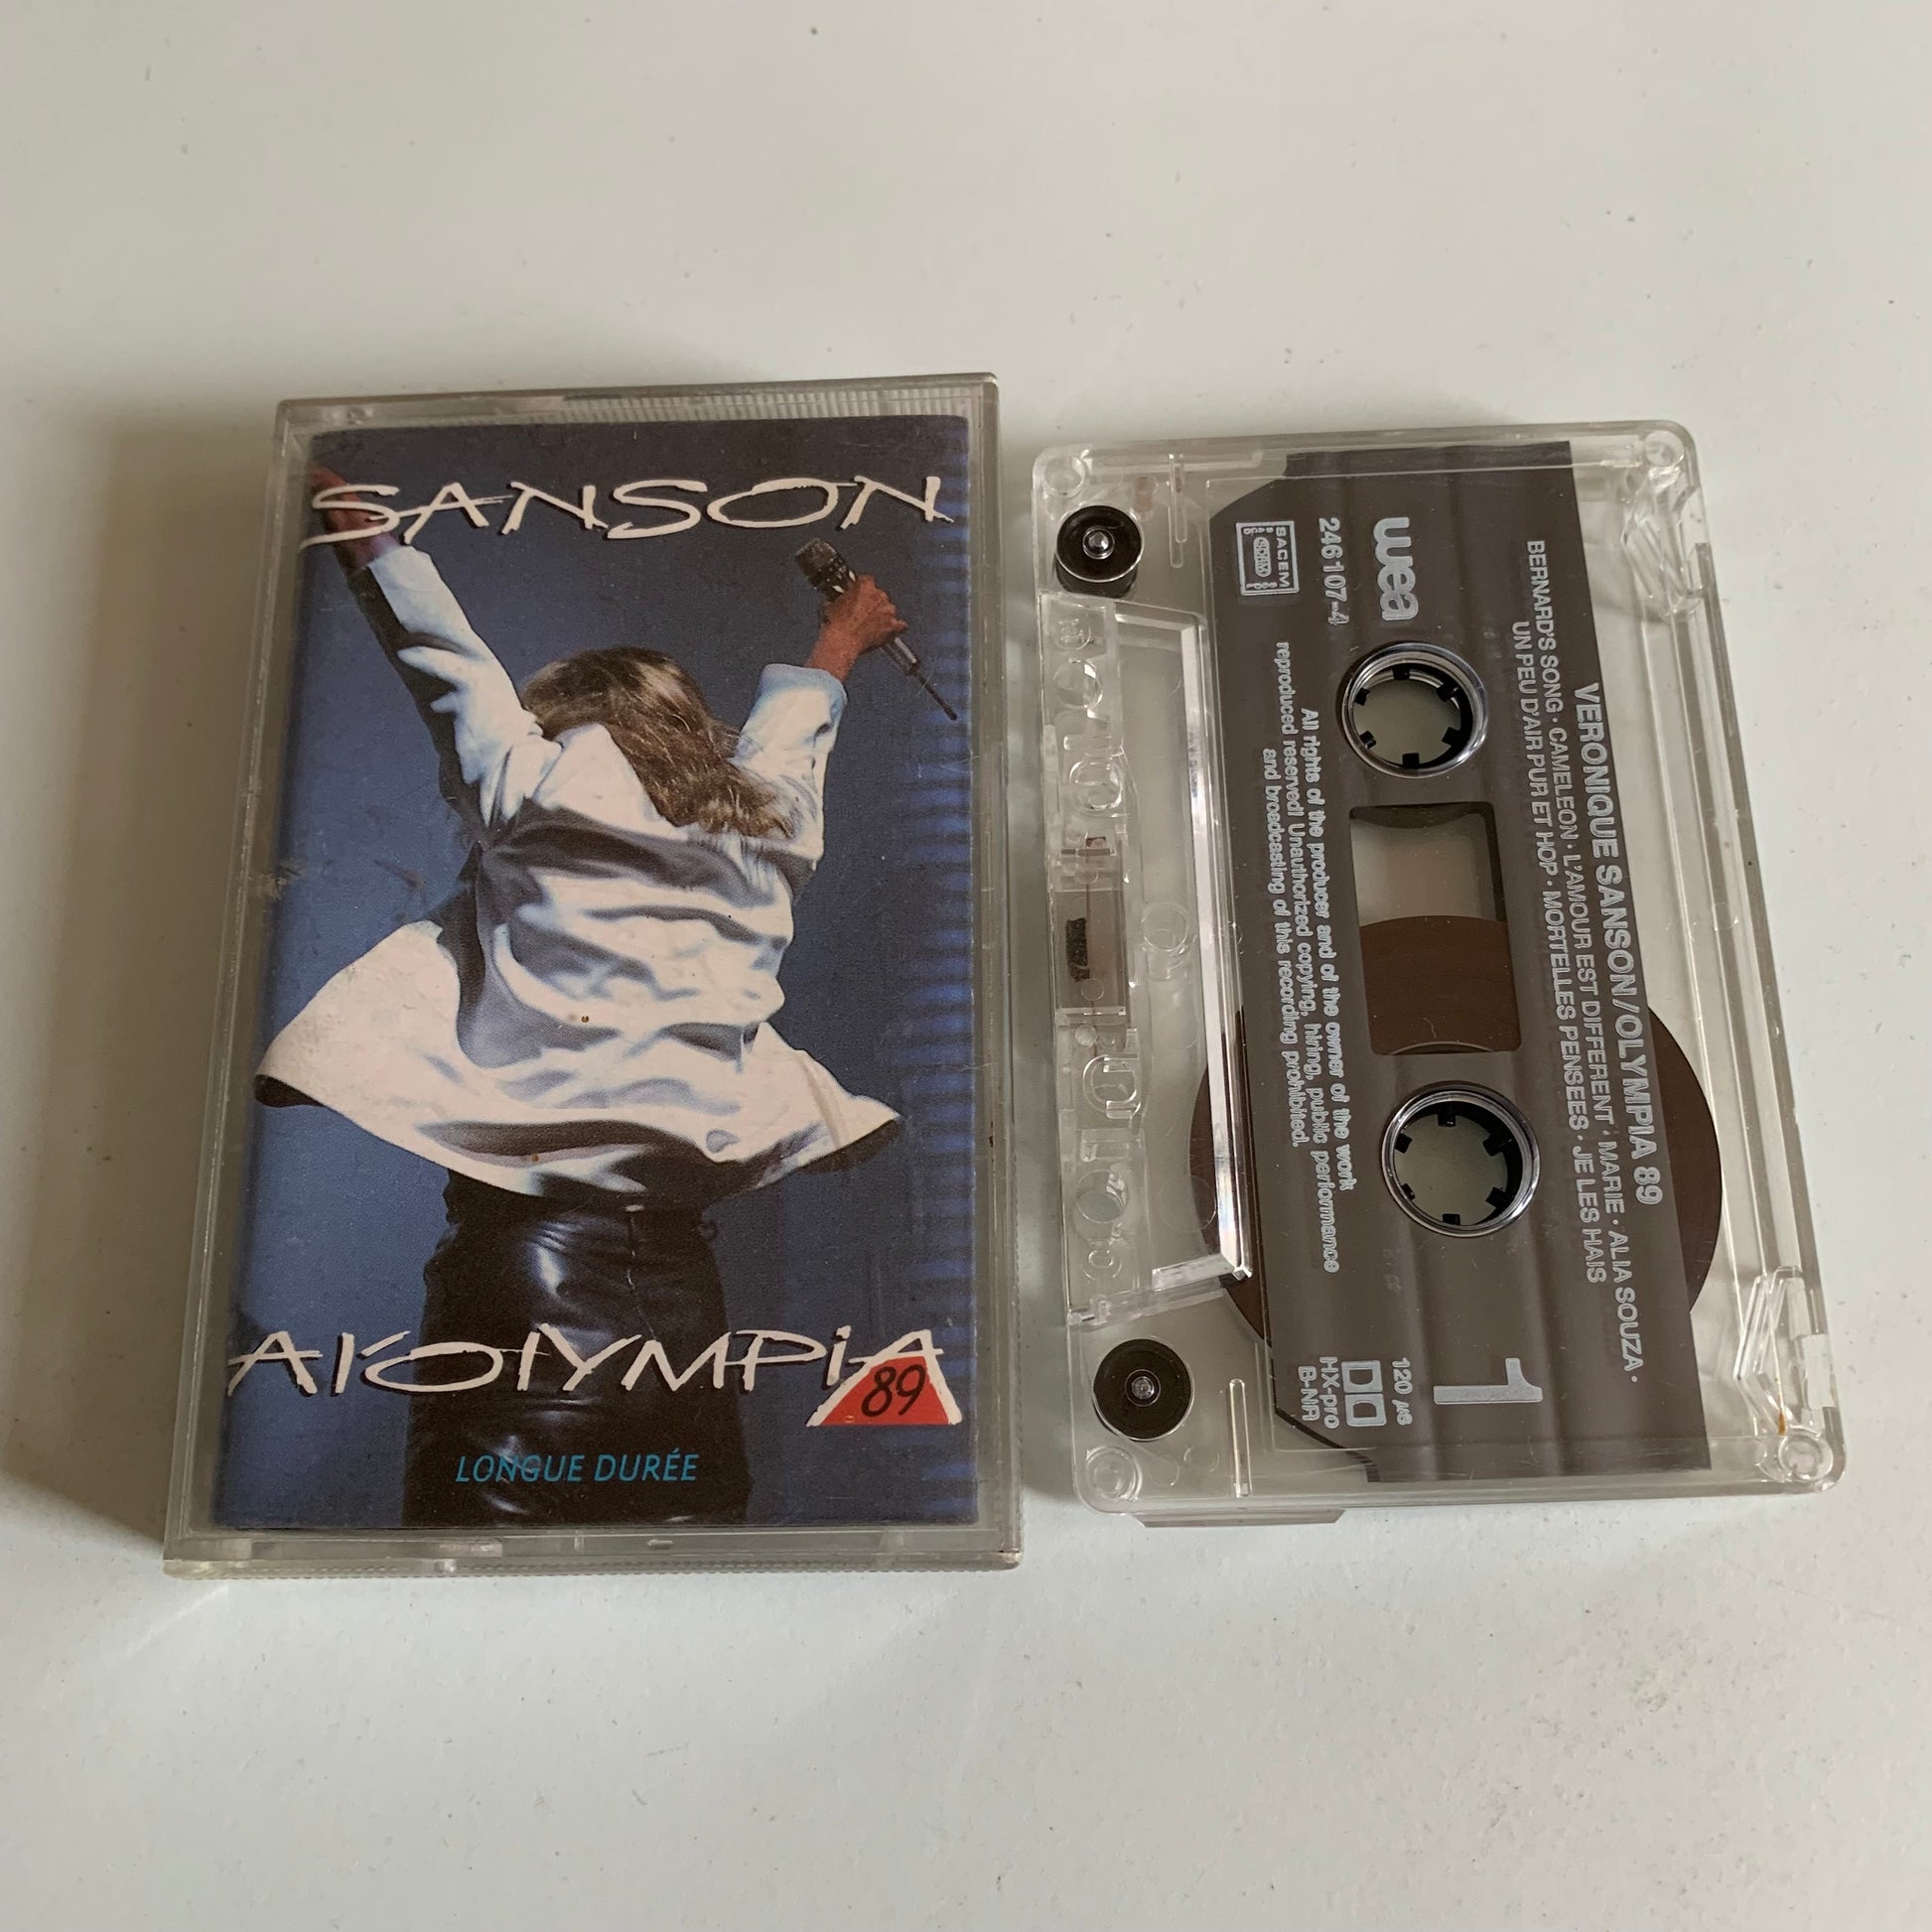 SANSON
A L'OLYMPIA
89
LONGUE DURÉE
VERONIQUE SANSON/OLYMPIA 89
BERNARD'S SONG · CAMELEON · L'AMOUR EST DIFFERENT · MARIE · ALIA SOUZA ·
UN PEU D'AIR PUR ET HOP · MORTELLES PENSEES · JE LES HAIS
wea
1
246107-4
120 µs
HX-pro
B-NR
SACEM
All rights of the producer and of the owner of the work
reproduced reserved! Unauthorized copying, hiring, public performance
and broadcasting of this recording prohibited.